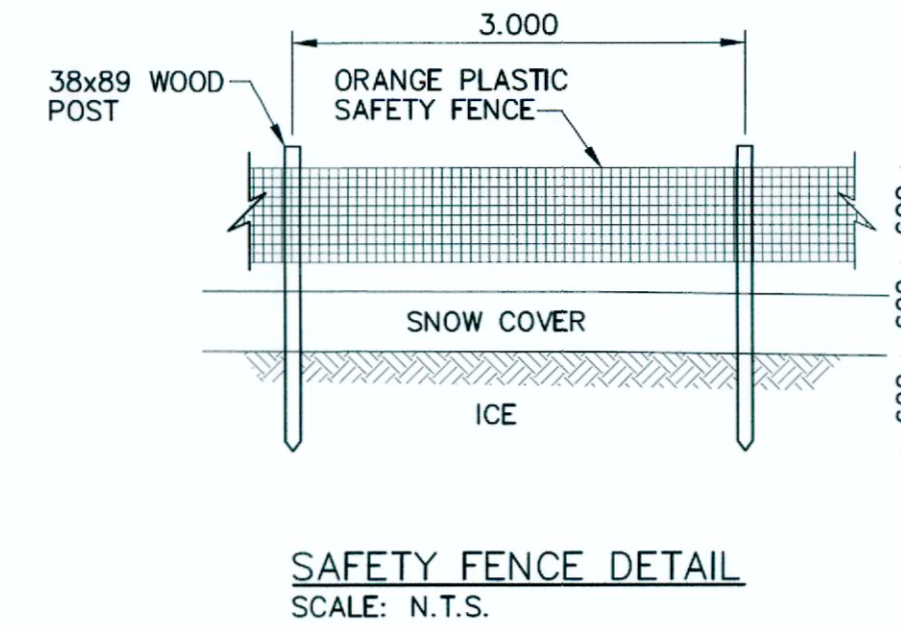 3.000
38x89 WOOD
POST
ORANGE PLASTIC
SAFETY FENCE
SNOW COVER
ICE
SAFETY FENCE DETAIL
SCALE: N.T.S.